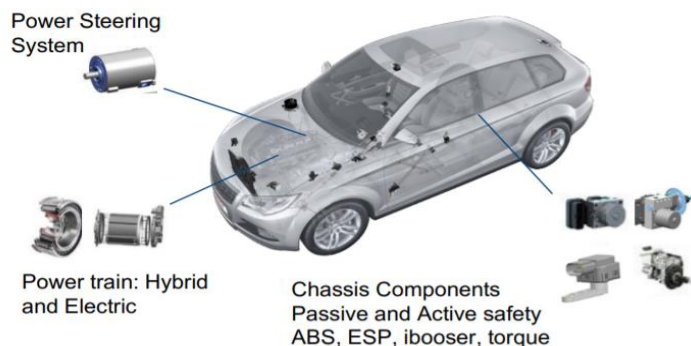 Power Steering
System
Power train: Hybrid
and Electric
Chassis Components
Passive and Active safety
ABS, ESP, ibooser, torque